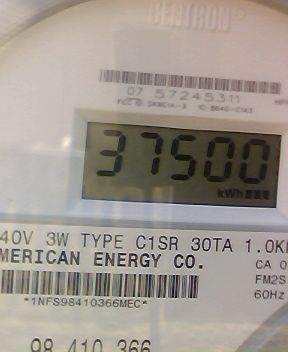 CENTRON
07 57245311
37500
kWh
40V 3W TYPE C1SR 30TA 1.0K
MERICAN ENERGY CO.
CA 0
FM2S
60Hz
*1NFS98410366MEC*
98 410 366